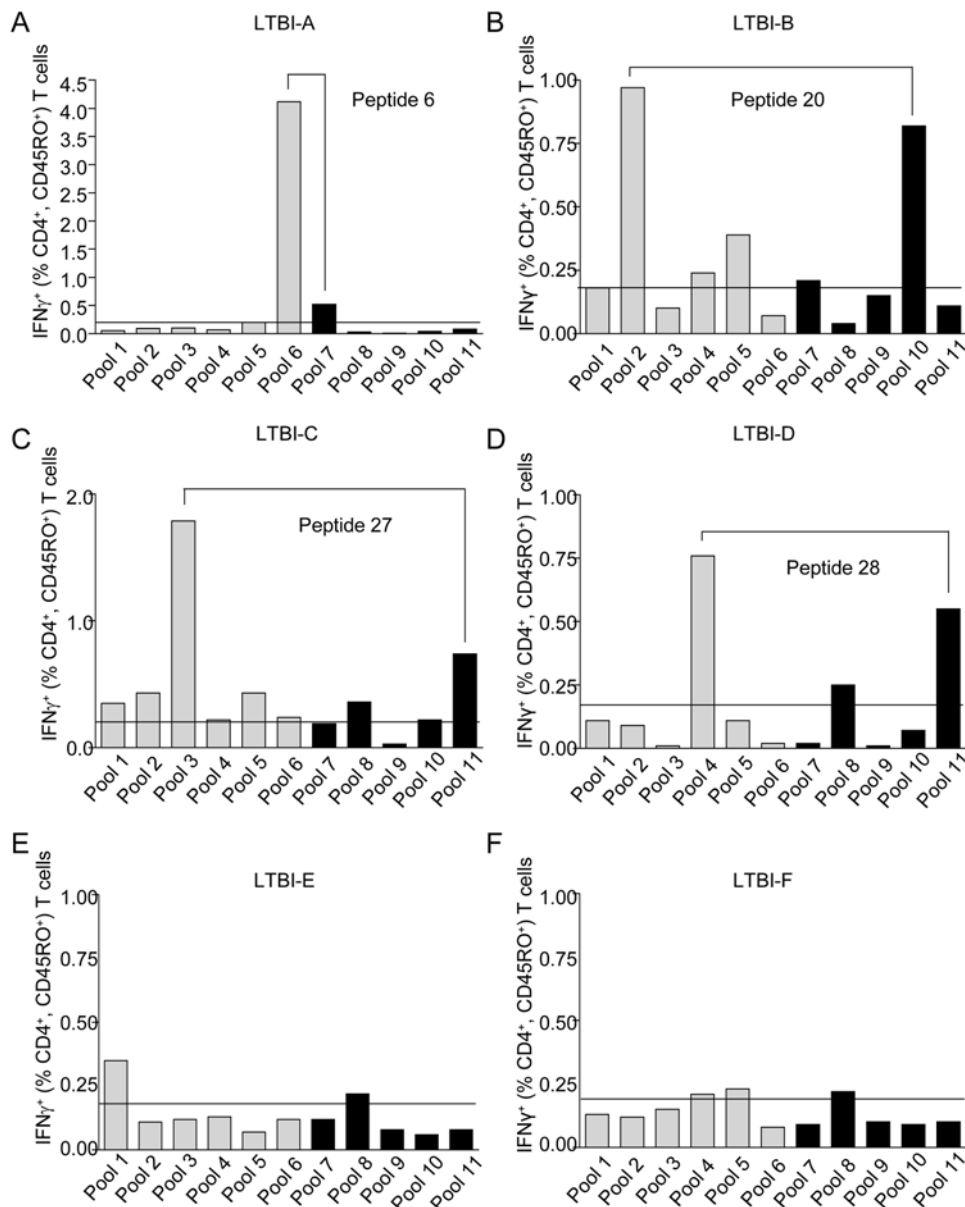 A
LTBI-A
IFNγ⁺ (% CD4⁺, CD45RO⁺) T cells
4.5
4.0
3.5
3.0
2.5
2.0
1.5
1.0
0.5
0.0
Peptide 6
Pool 1
Pool 2
Pool 3
Pool 4
Pool 5
Pool 6
Pool 7
Pool 8
Pool 9
Pool 10
Pool 11
B
LTBI-B
IFNγ⁺ (% CD4⁺, CD45RO⁺) T cells
1.00
0.75
0.50
0.25
0.00
Peptide 20
Pool 1
Pool 2
Pool 3
Pool 4
Pool 5
Pool 6
Pool 7
Pool 8
Pool 9
Pool 10
Pool 11
C
LTBI-C
IFNγ⁺ (% CD4⁺, CD45RO⁺) T cells
2.0
1.0
0.0
Peptide 27
Pool 1
Pool 2
Pool 3
Pool 4
Pool 5
Pool 6
Pool 7
Pool 8
Pool 9
Pool 10
Pool 11
D
LTBI-D
IFNγ⁺ (% CD4⁺, CD45RO⁺) T cells
1.00
0.75
0.50
0.25
0.00
Peptide 28
Pool 1
Pool 2
Pool 3
Pool 4
Pool 5
Pool 6
Pool 7
Pool 8
Pool 9
Pool 10
Pool 11
E
LTBI-E
IFNγ⁺ (% CD4⁺, CD45RO⁺) T cells
1.00
0.75
0.50
0.25
0.00
Pool 1
Pool 2
Pool 3
Pool 4
Pool 5
Pool 6
Pool 7
Pool 8
Pool 9
Pool 10
Pool 11
F
LTBI-F
IFNγ⁺ (% CD4⁺, CD45RO⁺) T cells
1.00
0.75
0.50
0.25
0.00
Pool 1
Pool 2
Pool 3
Pool 4
Pool 5
Pool 6
Pool 7
Pool 8
Pool 9
Pool 10
Pool 11